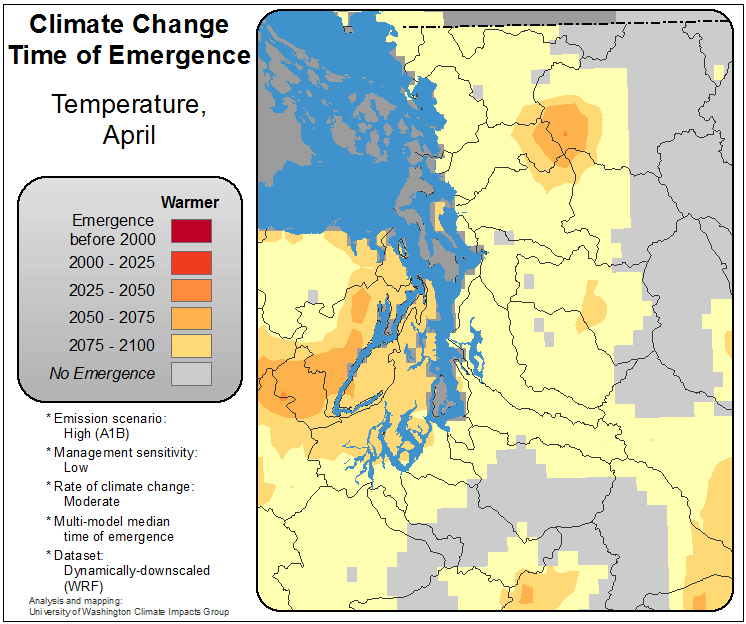 Climate Change
Time of Emergence
Temperature,
April
Warmer
Emergence
before 2000
2000 - 2025
2025 - 2050
2050 - 2075
2075 - 2100
No Emergence
* Emission scenario:
High (A1B)
* Management sensitivity:
Low
* Rate of climate change:
Moderate
* Multi-model median
time of emergence
* Dataset:
Dynamically-downscaled
(WRF)
Analysis and mapping:
University of Washington Climate Impacts Group